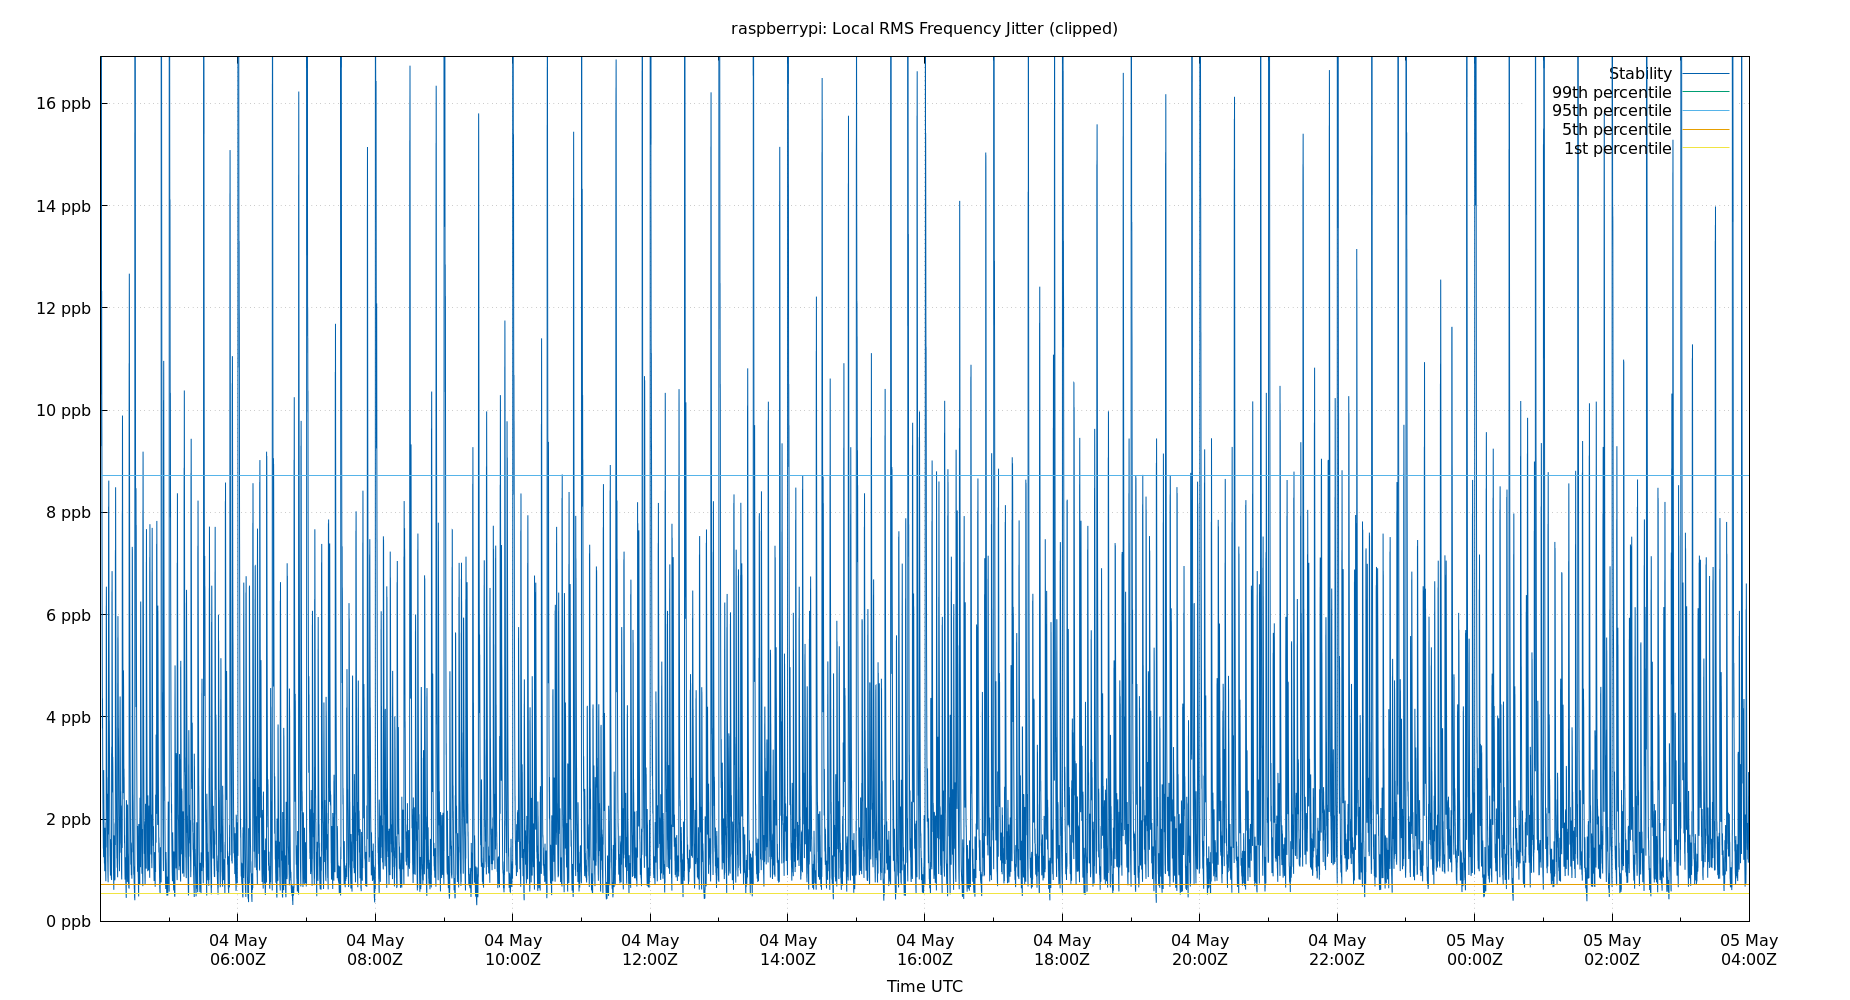 raspberrypi: Local RMS Frequency Jitter (clipped)
Stability
99th percentile
95th percentile
5th percentile
1st percentile
16 ppb
14 ppb
12 ppb
10 ppb
8 ppb
6 ppb
4 ppb
2 ppb
0 ppb
04 May 04 May 04 May 04 May 04 May 04 May 04 May 04 May 04 May 05 May 05 May 05 May
06:00Z 08:00Z 10:00Z 12:00Z 14:00Z 16:00Z 18:00Z 20:00Z 22:00Z 00:00Z 02:00Z 04:00Z
Time UTC